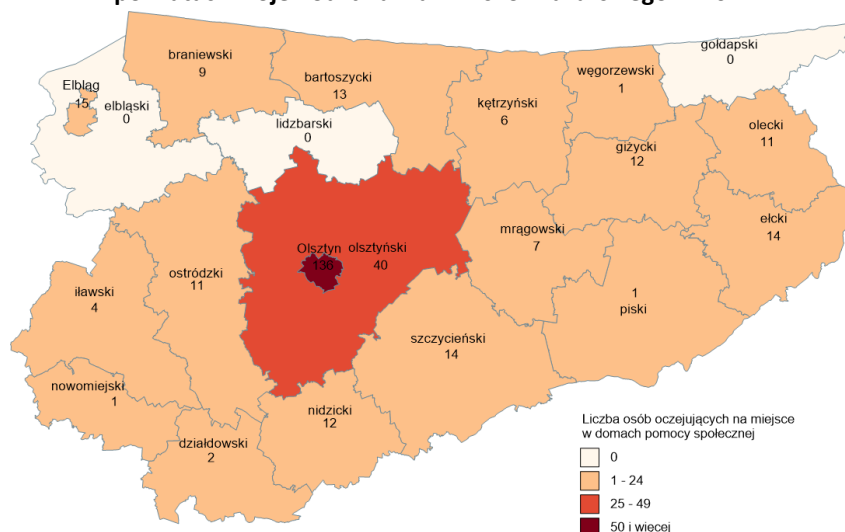 braniewski
9
bartoszycki
13
gołdapski
0
węgorzewski
1
Elbląg
15
elbląski
0
kętrzyński
6
lidzbarski
0
olecki
11
giżycki
12
ełcki
14
mrągowski
7
Olsztyn
136
olsztyński
40
ostródzki
11
iławski
4
1
piski
szczycieński
14
nowomiejski
1
nidzicki
12
działdowski
2
Liczba osób oczejujących na miejsce
w domach pomocy społecznej
0
1 - 24
25 - 49
50 i więcej